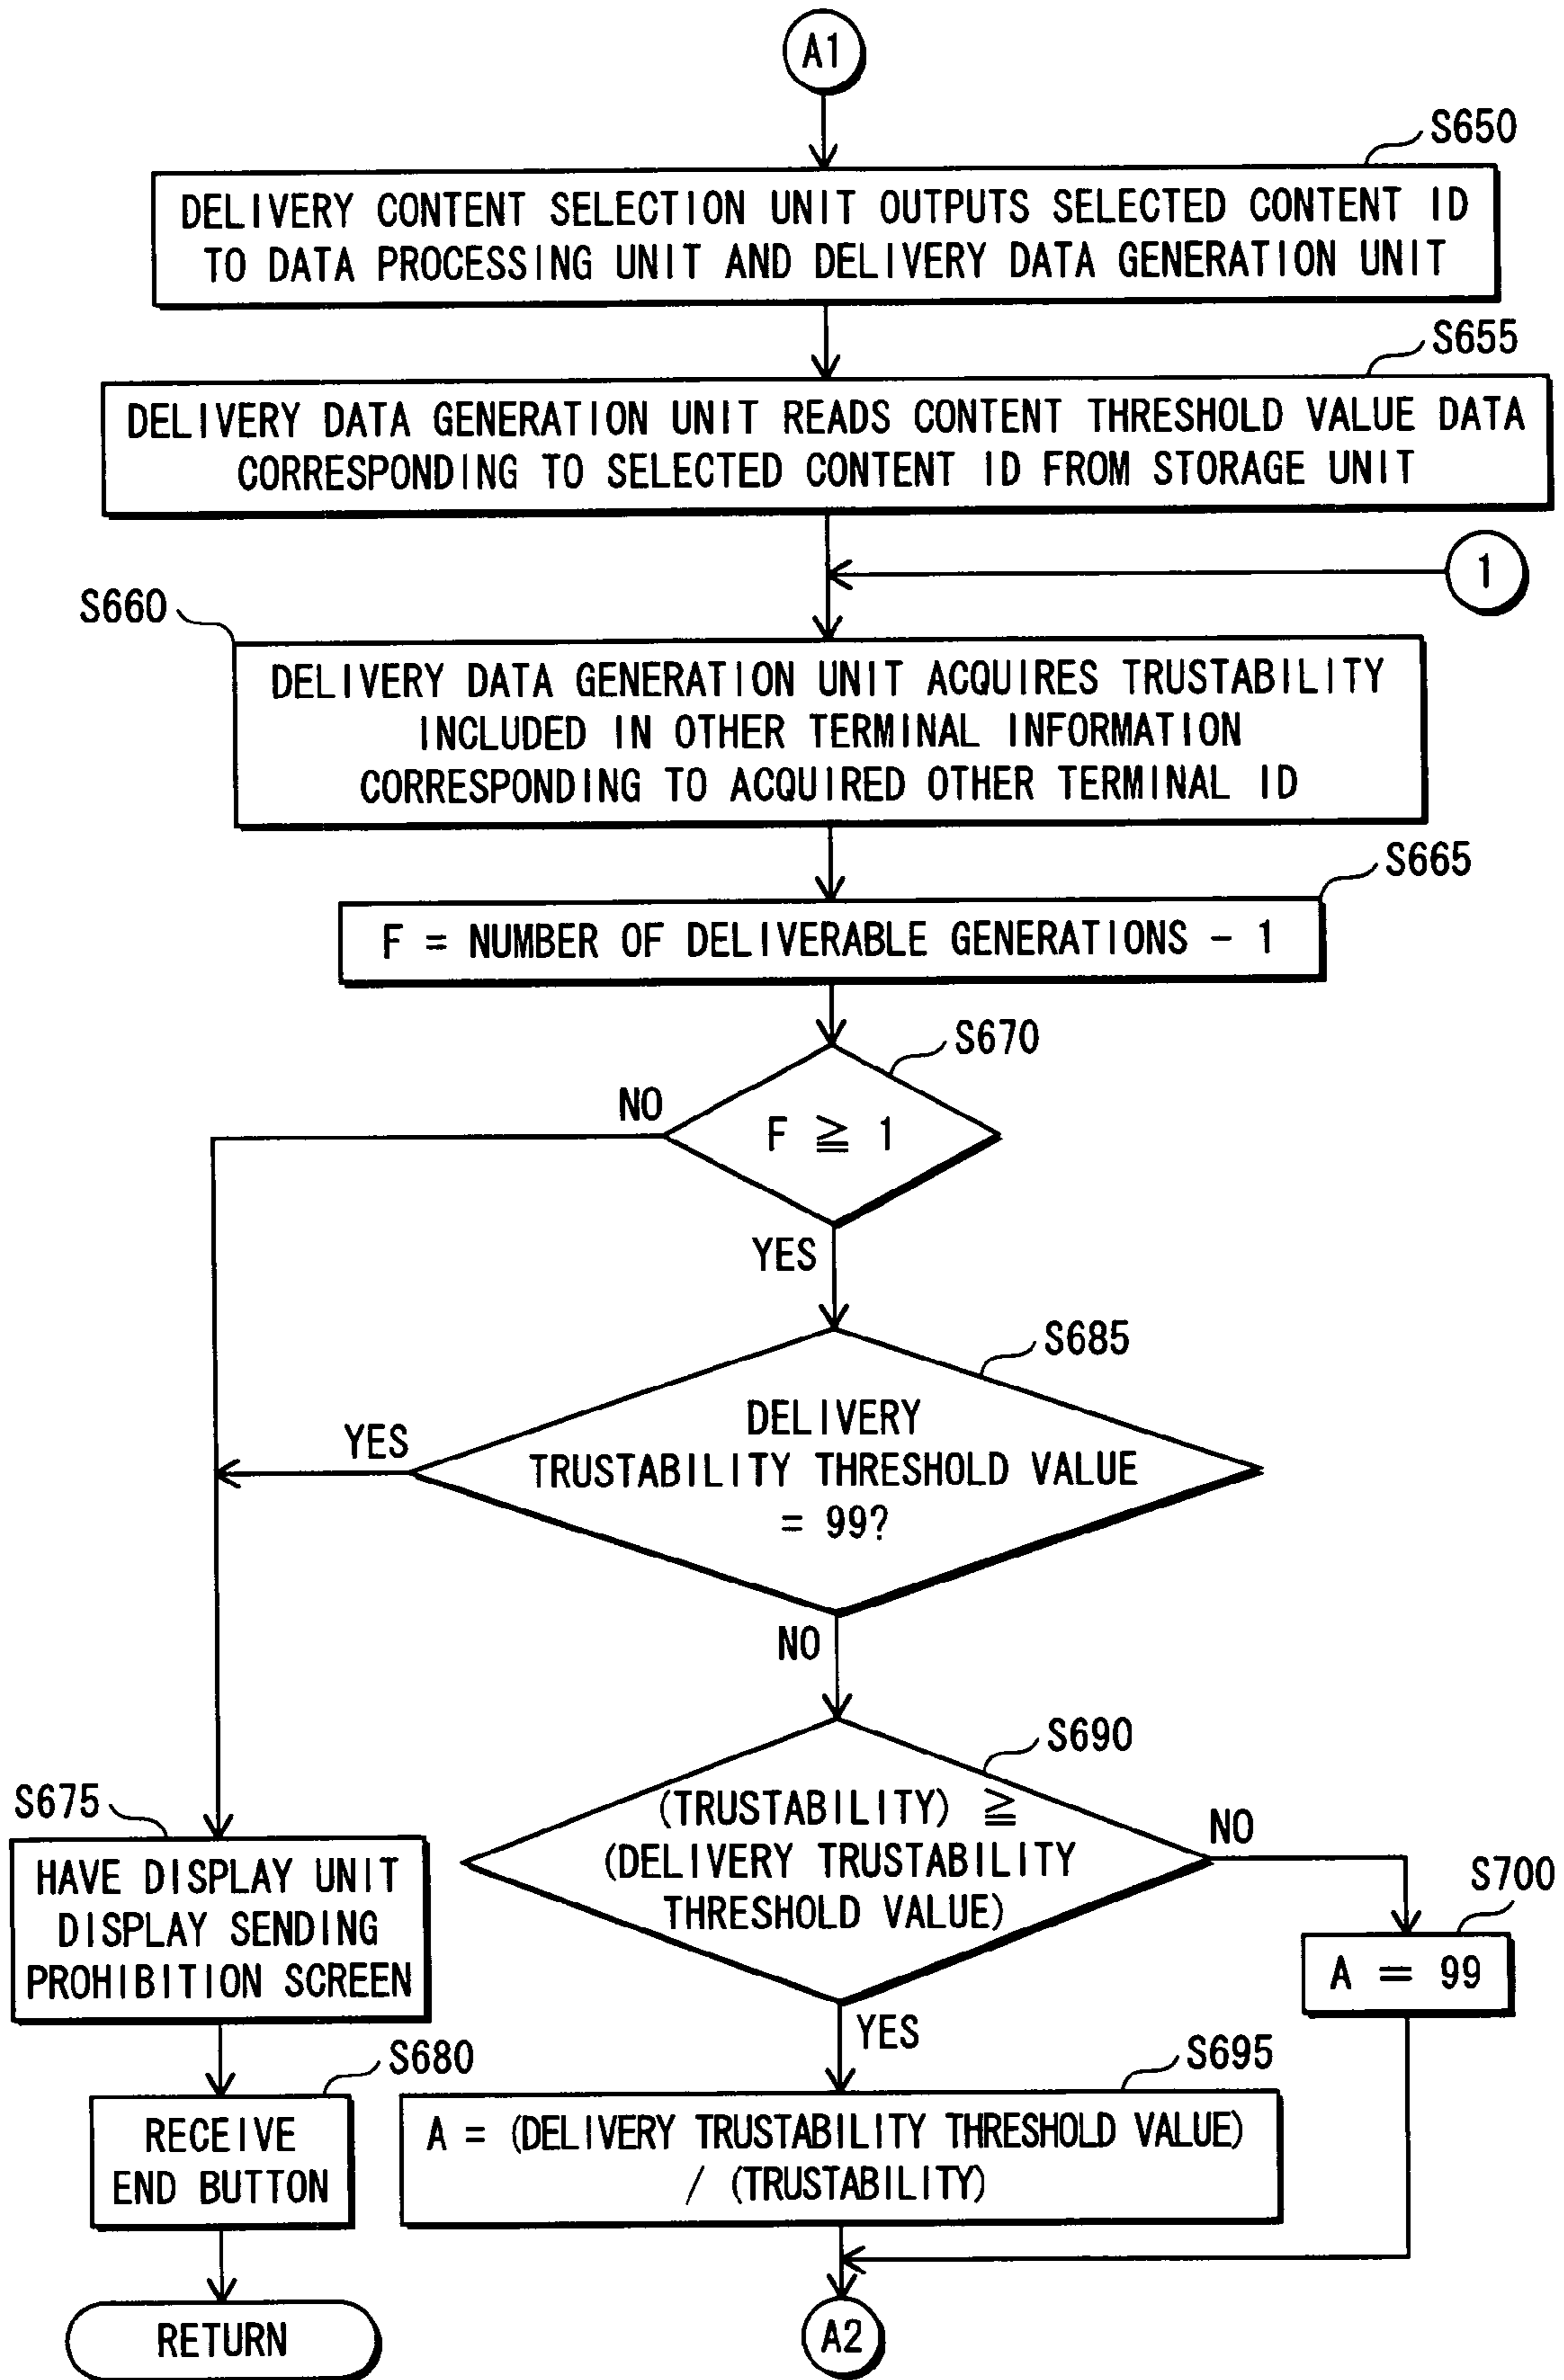 A1
S650
DELIVERY CONTENT SELECTION UNIT OUTPUTS SELECTED CONTENT ID
TO DATA PROCESSING UNIT AND DELIVERY DATA GENERATION UNIT
S655
DELIVERY DATA GENERATION UNIT READS CONTENT THRESHOLD VALUE DATA
CORRESPONDING TO SELECTED CONTENT ID FROM STORAGE UNIT
1
S660
DELIVERY DATA GENERATION UNIT ACQUIRES TRUSTABILITY
INCLUDED IN OTHER TERMINAL INFORMATION
CORRESPONDING TO ACQUIRED OTHER TERMINAL ID
S665
F = NUMBER OF DELIVERABLE GENERATIONS - 1
S670
NO
F ≧ 1
YES
S685
YES
DELIVERY
TRUSTABILITY THRESHOLD VALUE
= 99?
NO
S690
(TRUSTABILITY) ≧
(DELIVERY TRUSTABILITY
THRESHOLD VALUE)
NO
S700
A = 99
S675
HAVE DISPLAY UNIT
DISPLAY SENDING
PROHIBITION SCREEN
YES
S680
RECEIVE
END BUTTON
S695
A = (DELIVERY TRUSTABILITY THRESHOLD VALUE)
/ (TRUSTABILITY)
RETURN
A2